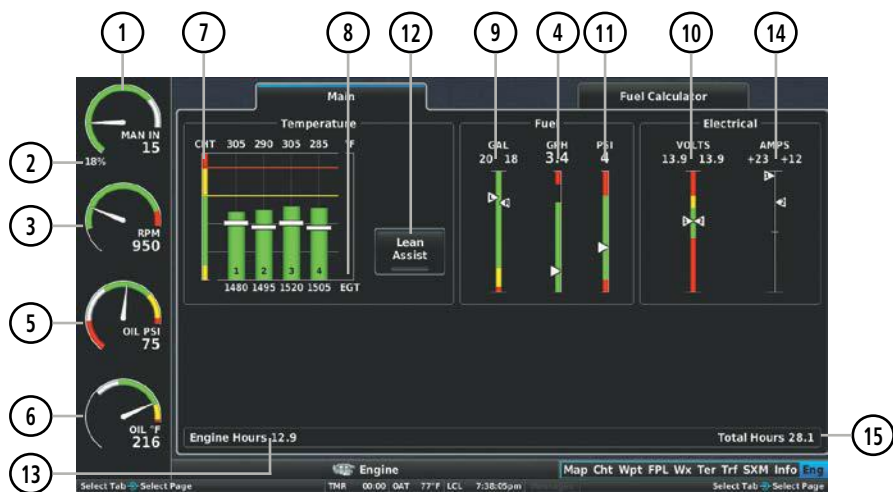 1
7
8
12
9
4
11
10
14
2
3
5
6
13
15
Main
Fuel Calculator
MAN IN
15
18%
RPM
950
OIL PSI
75
OIL °F
216
Temperature
CHT 305 290 305 285 °F
1 2 3 4
1480 1495 1520 1505 EGT
Lean
Assist
Fuel
GAL GPH PSI
20 18 3.4 4
Electrical
VOLTS AMPS
13.9 13.9 +23 +12
Engine Hours 12.9
Total Hours 28.1
Engine
Map Cht Wpt FPL Wx Ter Trf SXM Info Eng
Select Tab Select Page
TMR 00:00 OAT 77°F LCL 7:38:05pm
Select Tab Select Page